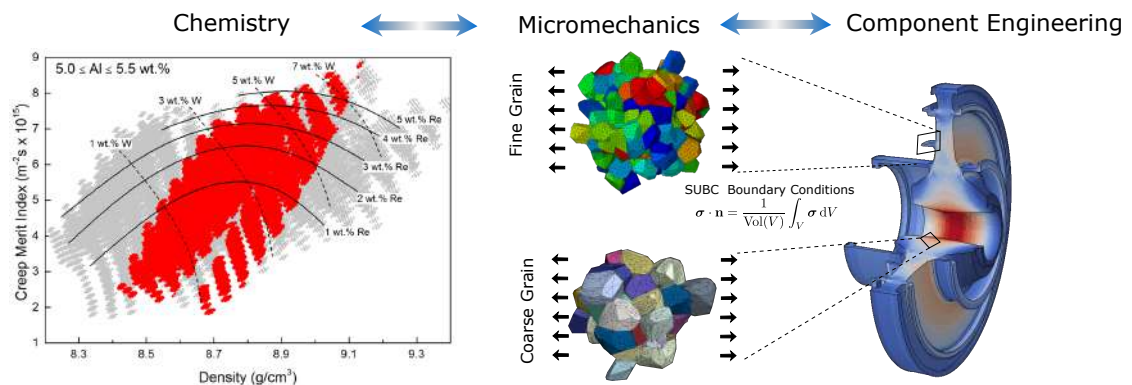 Chemistry
Micromechanics
Component Engineering
5.0 ≤ Al ≤ 5.5 wt.%
1 wt.% W
3 wt.% W
5 wt.% W
7 wt.% W
5 wt.% Re
4 wt.% Re
3 wt.% Re
2 wt.% Re
1 wt.% Re
Creep Merit Index (m⁻²s x 10¹⁵)
9
8
7
6
5
4
3
2
1
8.3 8.5 8.7 8.9 9.1 9.3
Density (g/cm³)
Fine Grain
SUBC Boundary Conditions
σ · n = 1/Vol(V) ∫_V σ dV
Coarse Grain